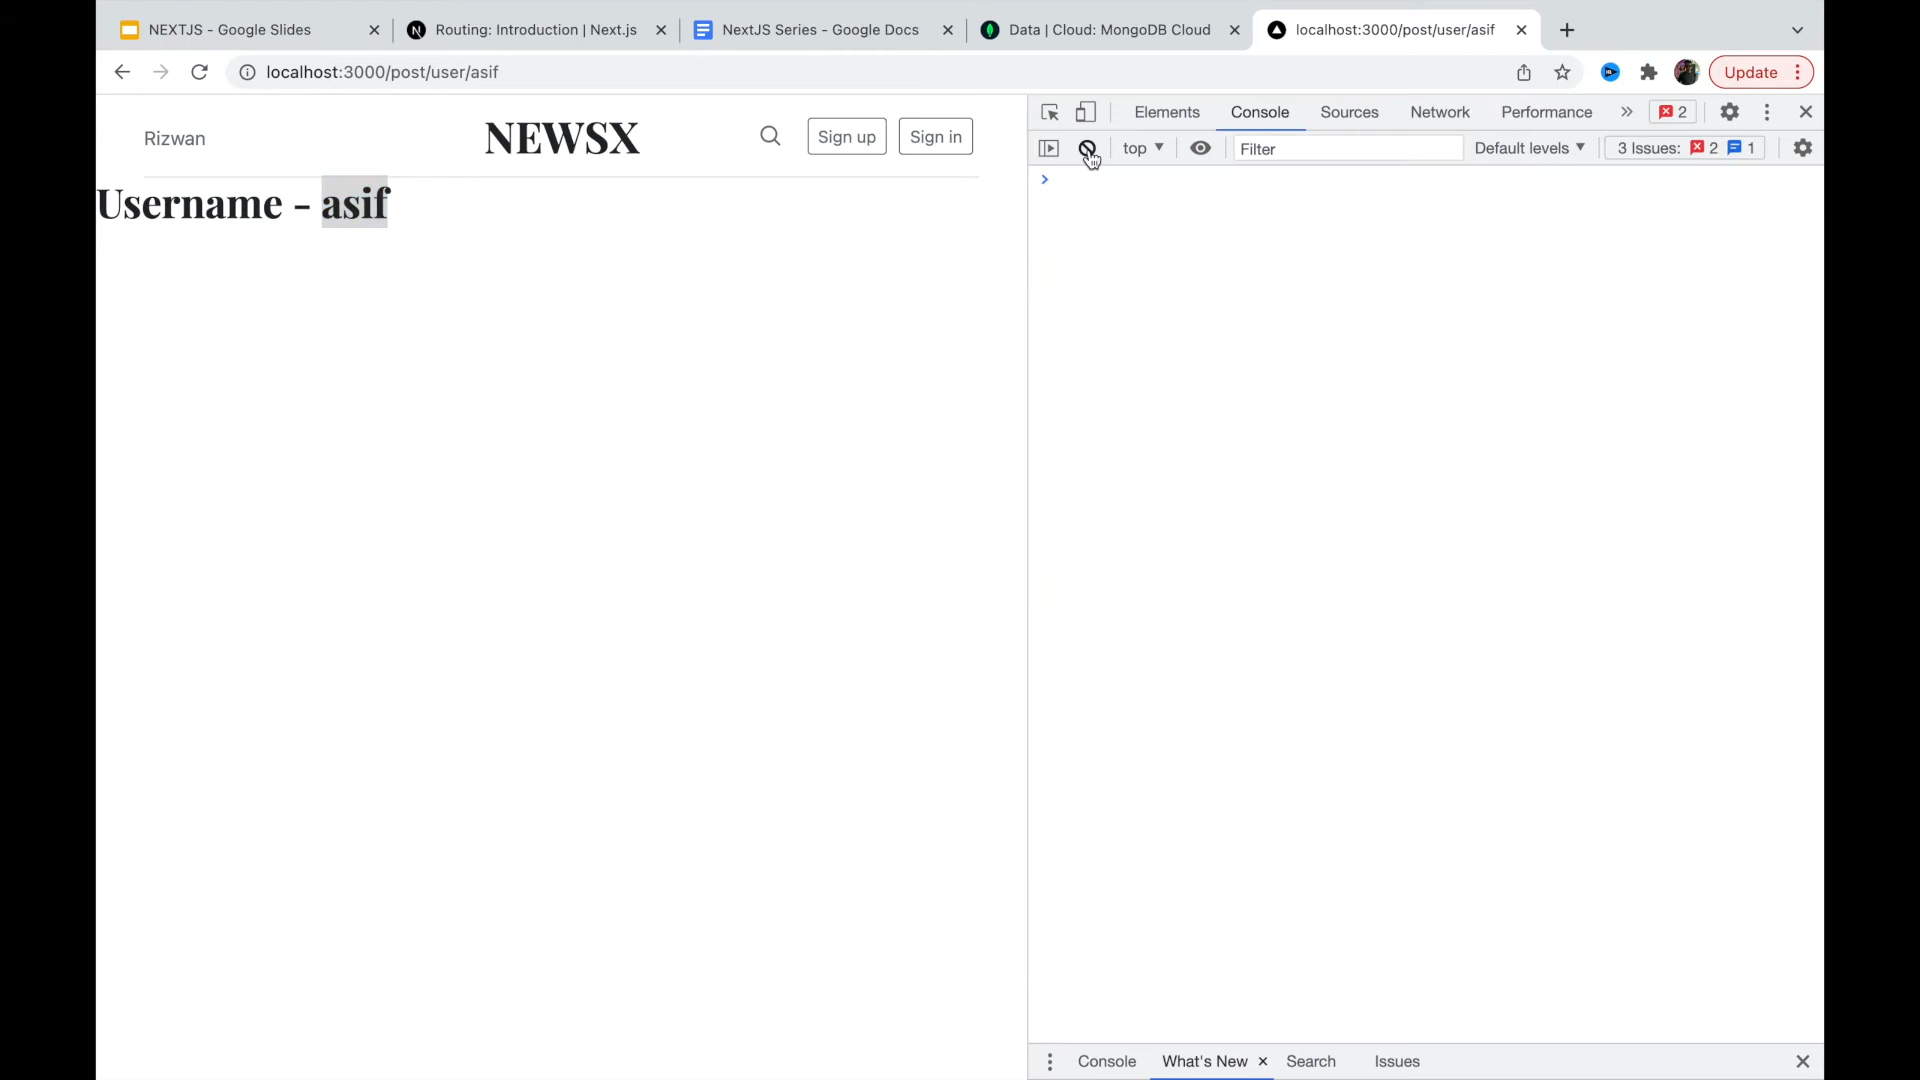 NEXTJS - Google Slides
Routing: Introduction | Next.js
NextJS Series - Google Docs
Data | Cloud: MongoDB Cloud
localhost:3000/post/user/asif
localhost:3000/post/user/asif
Update
Elements
Console
Sources
Network
Performance
2
top
Filter
Default levels
3 Issues:
2
1
Rizwan
NEWSX
Sign up
Sign in
Username - asif
Console
What's New
Search
Issues